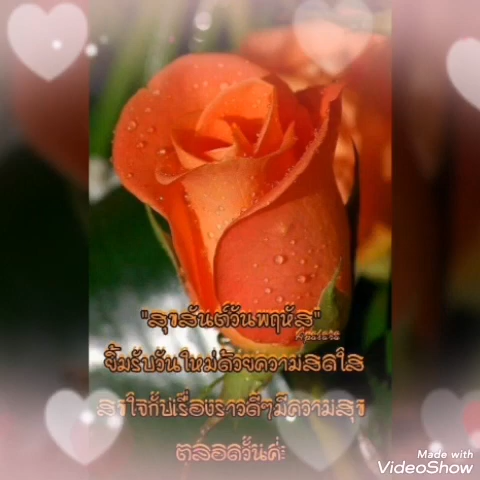 "สุขสันต์วันพฤหัส"
ยิ้มรับวันใหม่ด้วยความสดใส
สุขใจกับเรื่องราวดีๆมีความสุข
ตลอดวันค่ะ
Made with
VideoShow